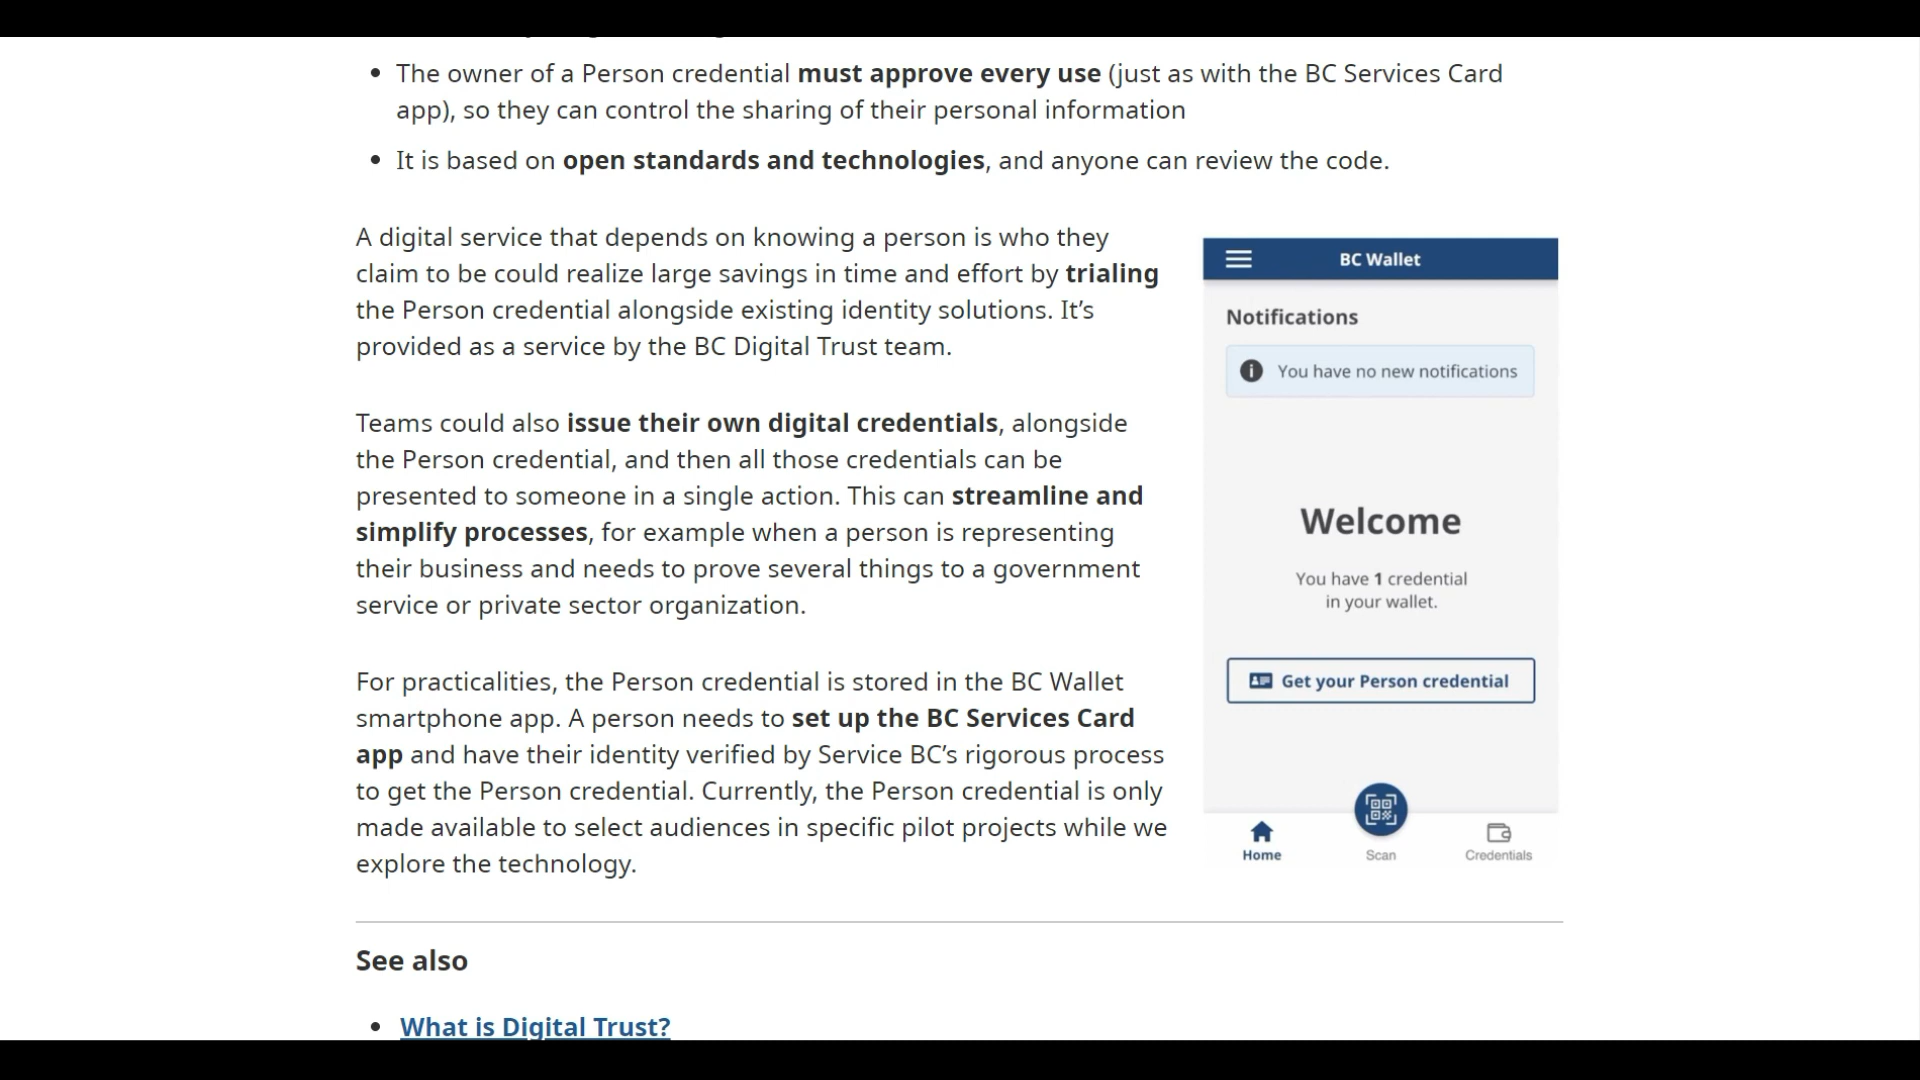 The owner of a Person credential must approve every use (just as with the BC Services Card
app), so they can control the sharing of their personal information
It is based on open standards and technologies, and anyone can review the code.
A digital service that depends on knowing a person is who they
claim to be could realize large savings in time and effort by trialing
the Person credential alongside existing identity solutions. It’s
provided as a service by the BC Digital Trust team.
Teams could also issue their own digital credentials, alongside
the Person credential, and then all those credentials can be
presented to someone in a single action. This can streamline and
simplify processes, for example when a person is representing
their business and needs to prove several things to a government
service or private sector organization.
For practicalities, the Person credential is stored in the BC Wallet
smartphone app. A person needs to set up the BC Services Card
app and have their identity verified by Service BC’s rigorous process
to get the Person credential. Currently, the Person credential is only
made available to select audiences in specific pilot projects while we
explore the technology.
BC Wallet
Notifications
You have no new notifications
Welcome
You have 1 credential
in your wallet.
Get your Person credential
Home
Scan
Credentials
See also
What is Digital Trust?